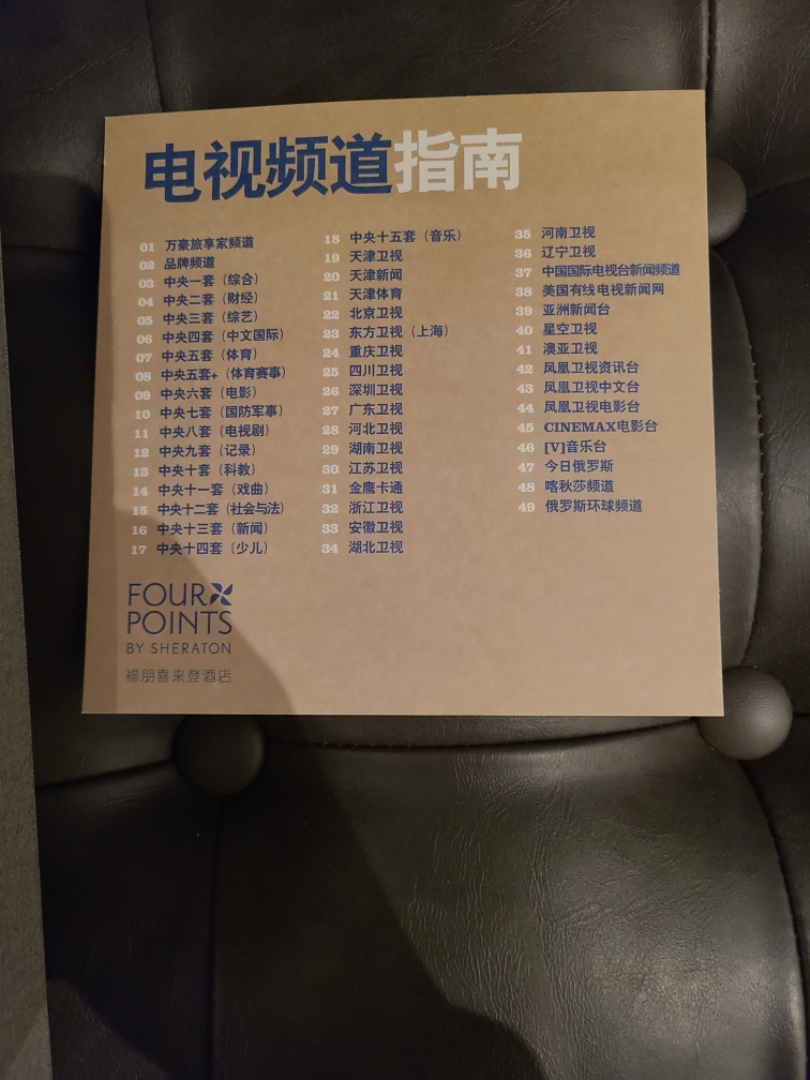 电视频道指南
01 万豪旅享家频道
02 品牌频道
03 中央一套（综合）
04 中央二套（财经）
05 中央三套（综艺）
06 中央四套（中文国际）
07 中央五套（体育）
08 中央五套+（体育赛事）
09 中央六套（电影）
10 中央七套（国防军事）
11 中央八套（电视剧）
12 中央九套（记录）
13 中央十套（科教）
14 中央十一套（戏曲）
15 中央十二套（社会与法）
16 中央十三套（新闻）
17 中央十四套（少儿）
18 中央十五套（音乐）
19 天津卫视
20 天津新闻
21 天津体育
22 北京卫视
23 东方卫视（上海）
24 重庆卫视
25 四川卫视
26 深圳卫视
27 广东卫视
28 河北卫视
29 湖南卫视
30 江苏卫视
31 金鹰卡通
32 浙江卫视
33 安徽卫视
34 湖北卫视
35 河南卫视
36 辽宁卫视
37 中国国际电视台新闻频道
38 美国有线电视新闻网
39 亚洲新闻台
40 星空卫视
41 澳亚卫视
42 凤凰卫视资讯台
43 凤凰卫视中文台
44 凤凰卫视电影台
45 CINEMAX电影台
46 [V]音乐台
47 今日俄罗斯
48 喀秋莎频道
49 俄罗斯环球频道
FOUR
POINTS
BY SHERATON
福朋喜来登酒店